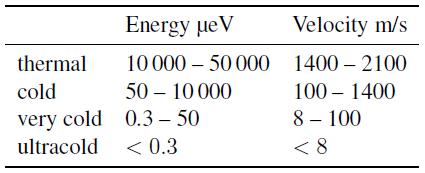 Energy µeV Velocity m/s
thermal 10 000 – 50 000 1400 – 2100
cold 50 – 10 000 100 – 1400
very cold 0.3 – 50 8 – 100
ultracold < 0.3 < 8